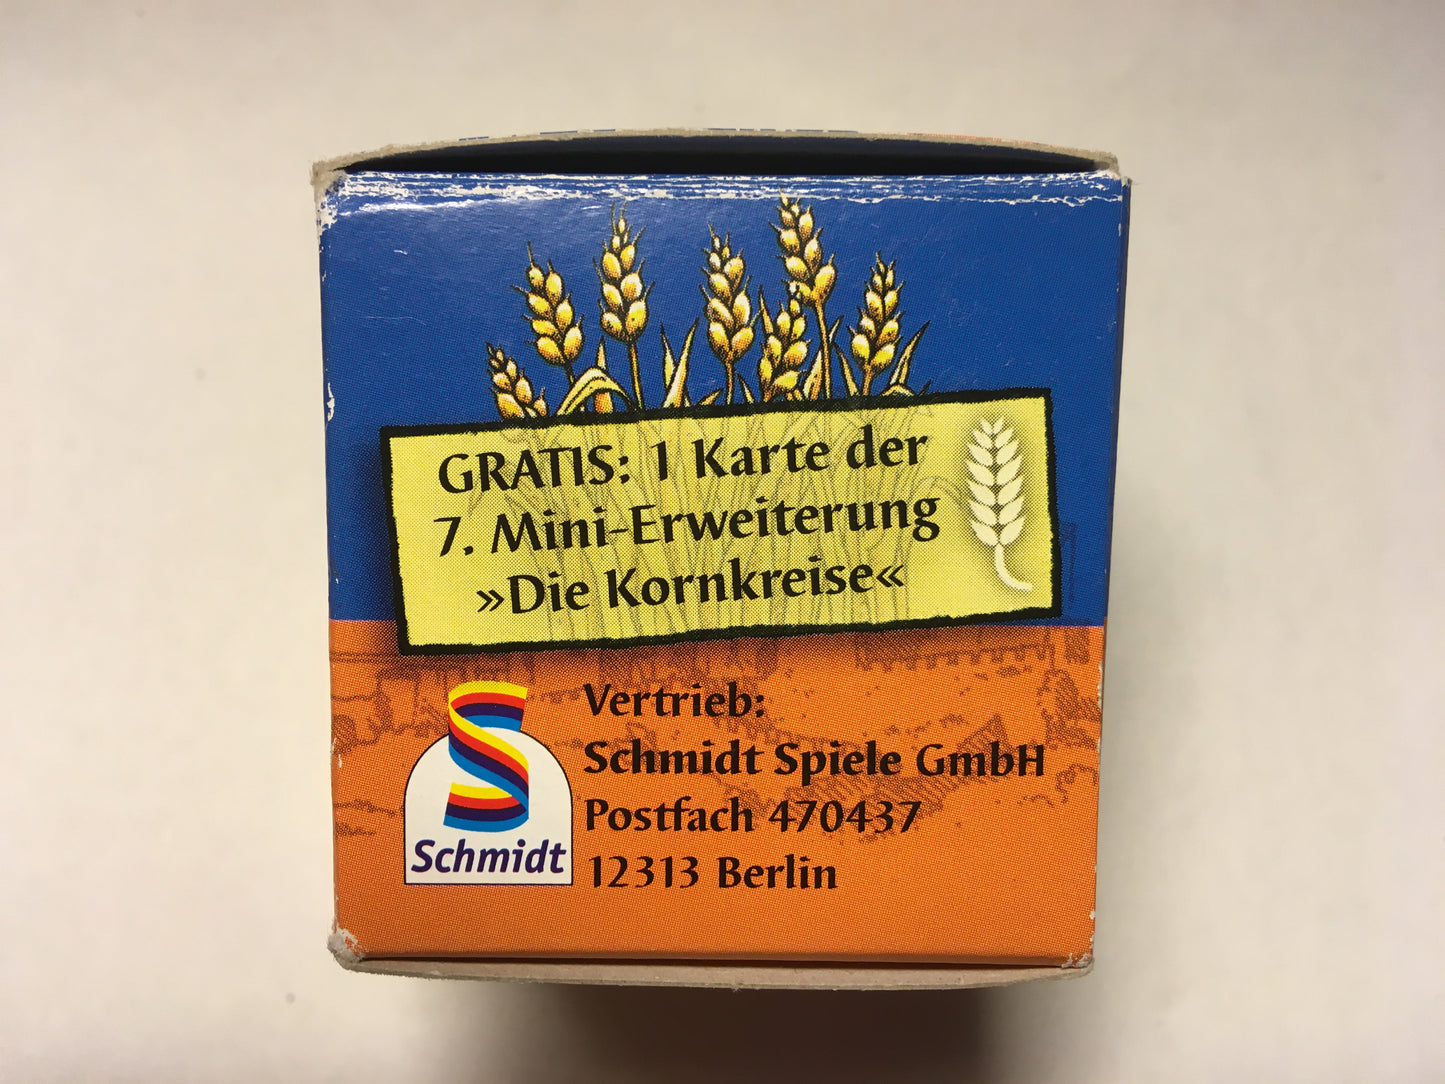 GRATIS: 1 Karte der
7. Mini-Erweiterung
»Die Kornkreise«
Schmidt
Vertrieb:
Schmidt Spiele GmbH
Postfach 470437
12313 Berlin